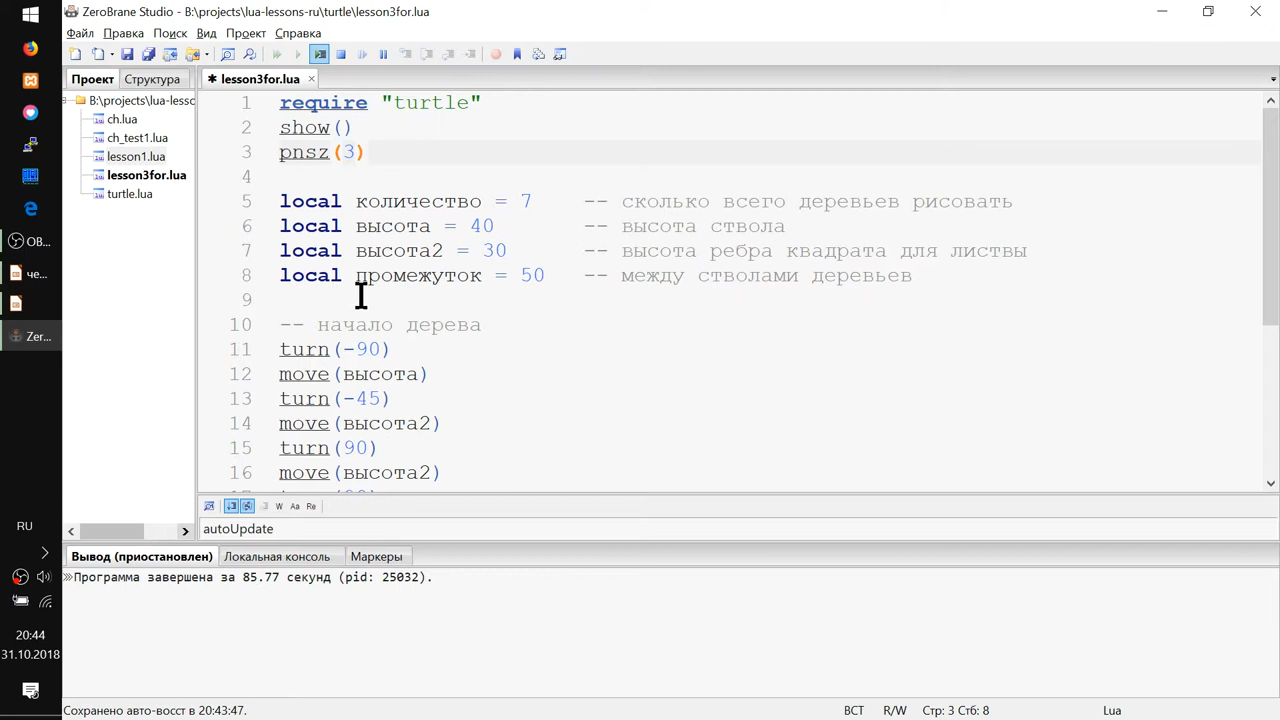 ZeroBrane Studio - B:\projects\lua-lessons-ru\turtle\lesson3for.lua
Файл Правка Поиск Вид Проект Справка
Проект Структура
✱ lesson3for.lua
B:\projects\lua-lessc
ch.lua
ch_test1.lua
lesson1.lua
lesson3for.lua
turtle.lua
1 require "turtle"
2 show()
3 pnsz(3)
4
5 local количество = 7 -- сколько всего деревьев рисовать
6 local высота = 40 -- высота ствола
7 local высота2 = 30 -- высота ребра квадрата для листвы
8 local промежуток = 50 -- между стволами деревьев
9
10 -- начало дерева
11 turn(-90)
12 move(высота)
13 turn(-45)
14 move(высота2)
15 turn(90)
16 move(высота2)
W Aa Re
autoUpdate
Вывод (приостановлен) Локальная консоль Маркеры
Программа завершена за 85.77 секунд (pid: 25032).
Сохранено авто-восст в 20:43:47. ВСТ R/W Стр: 3 Стб: 8 Lua
OB...
че...
Zer...
RU
20:44
31.10.2018